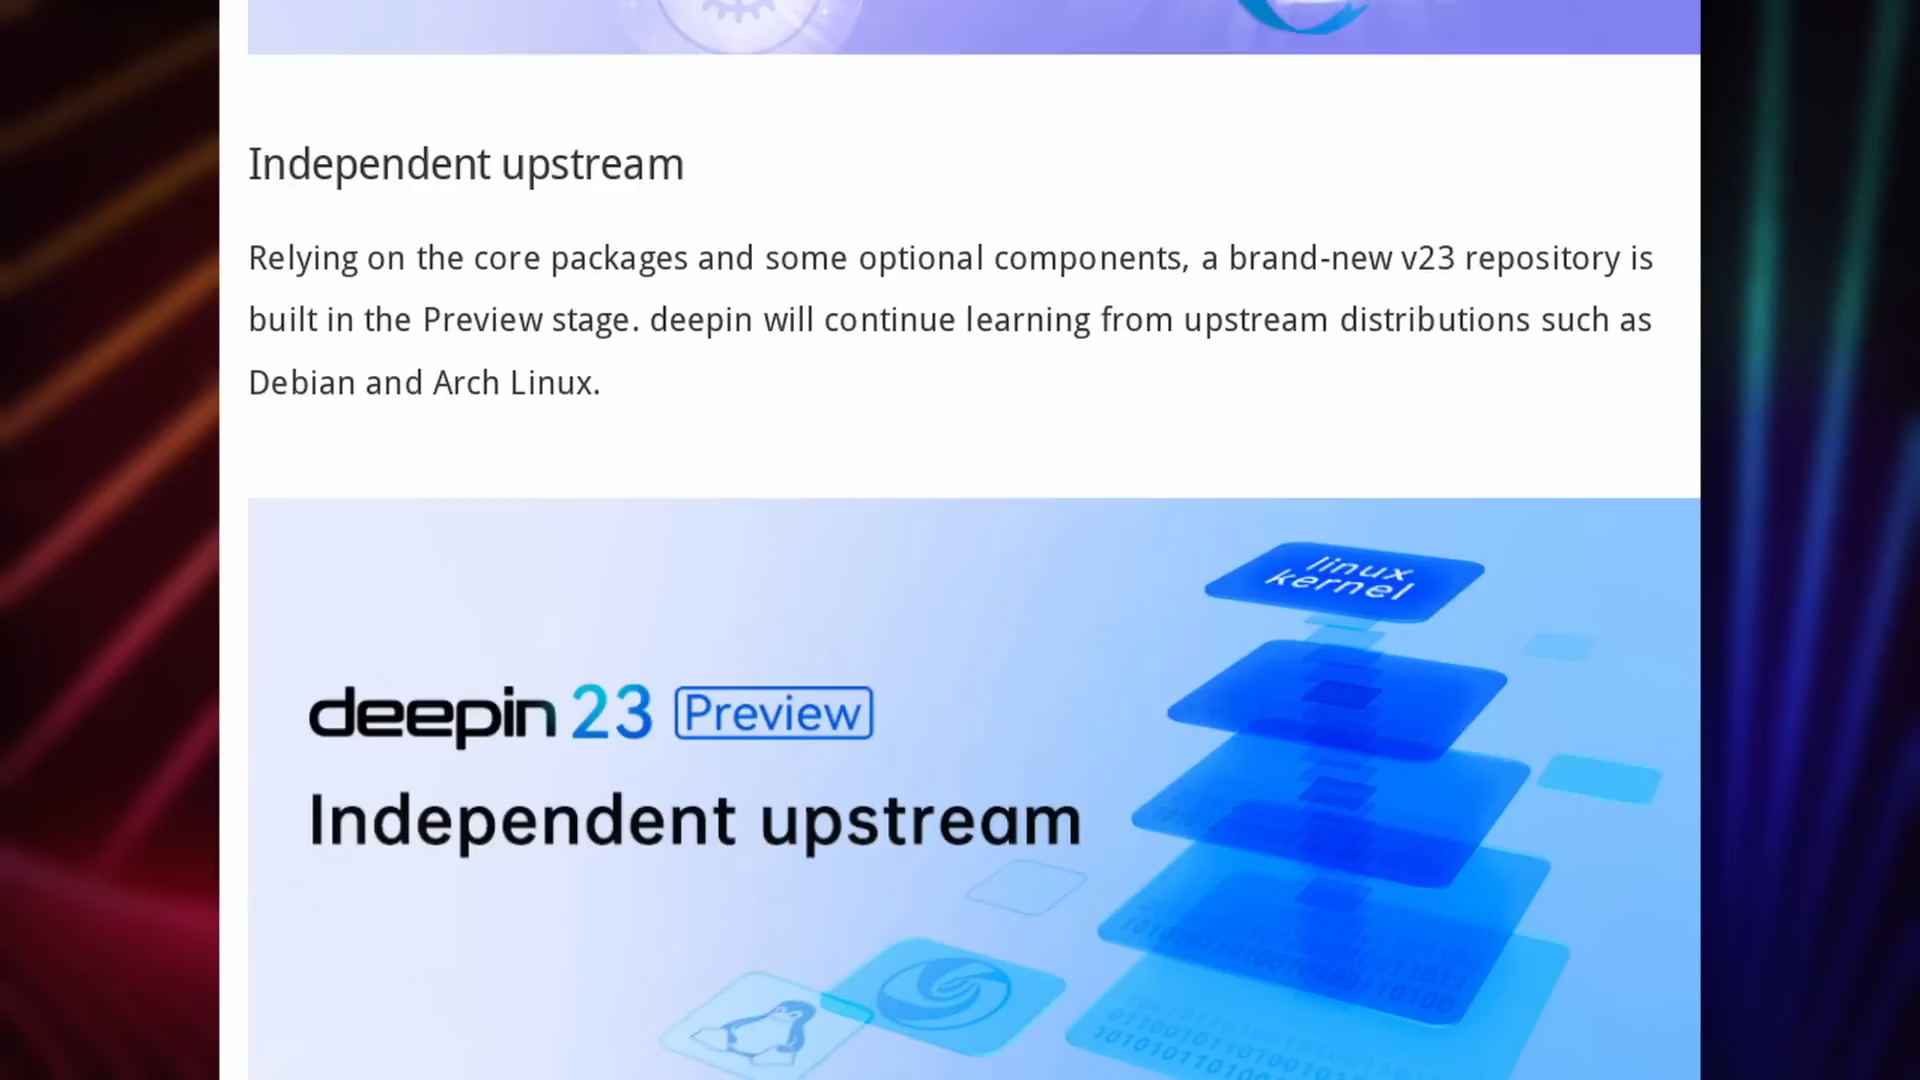 Independent upstream
Relying on the core packages and some optional components, a brand-new v23 repository is
built in the Preview stage. deepin will continue learning from upstream distributions such as
Debian and Arch Linux.
linux
kernel
deepin 23 Preview
Independent upstream